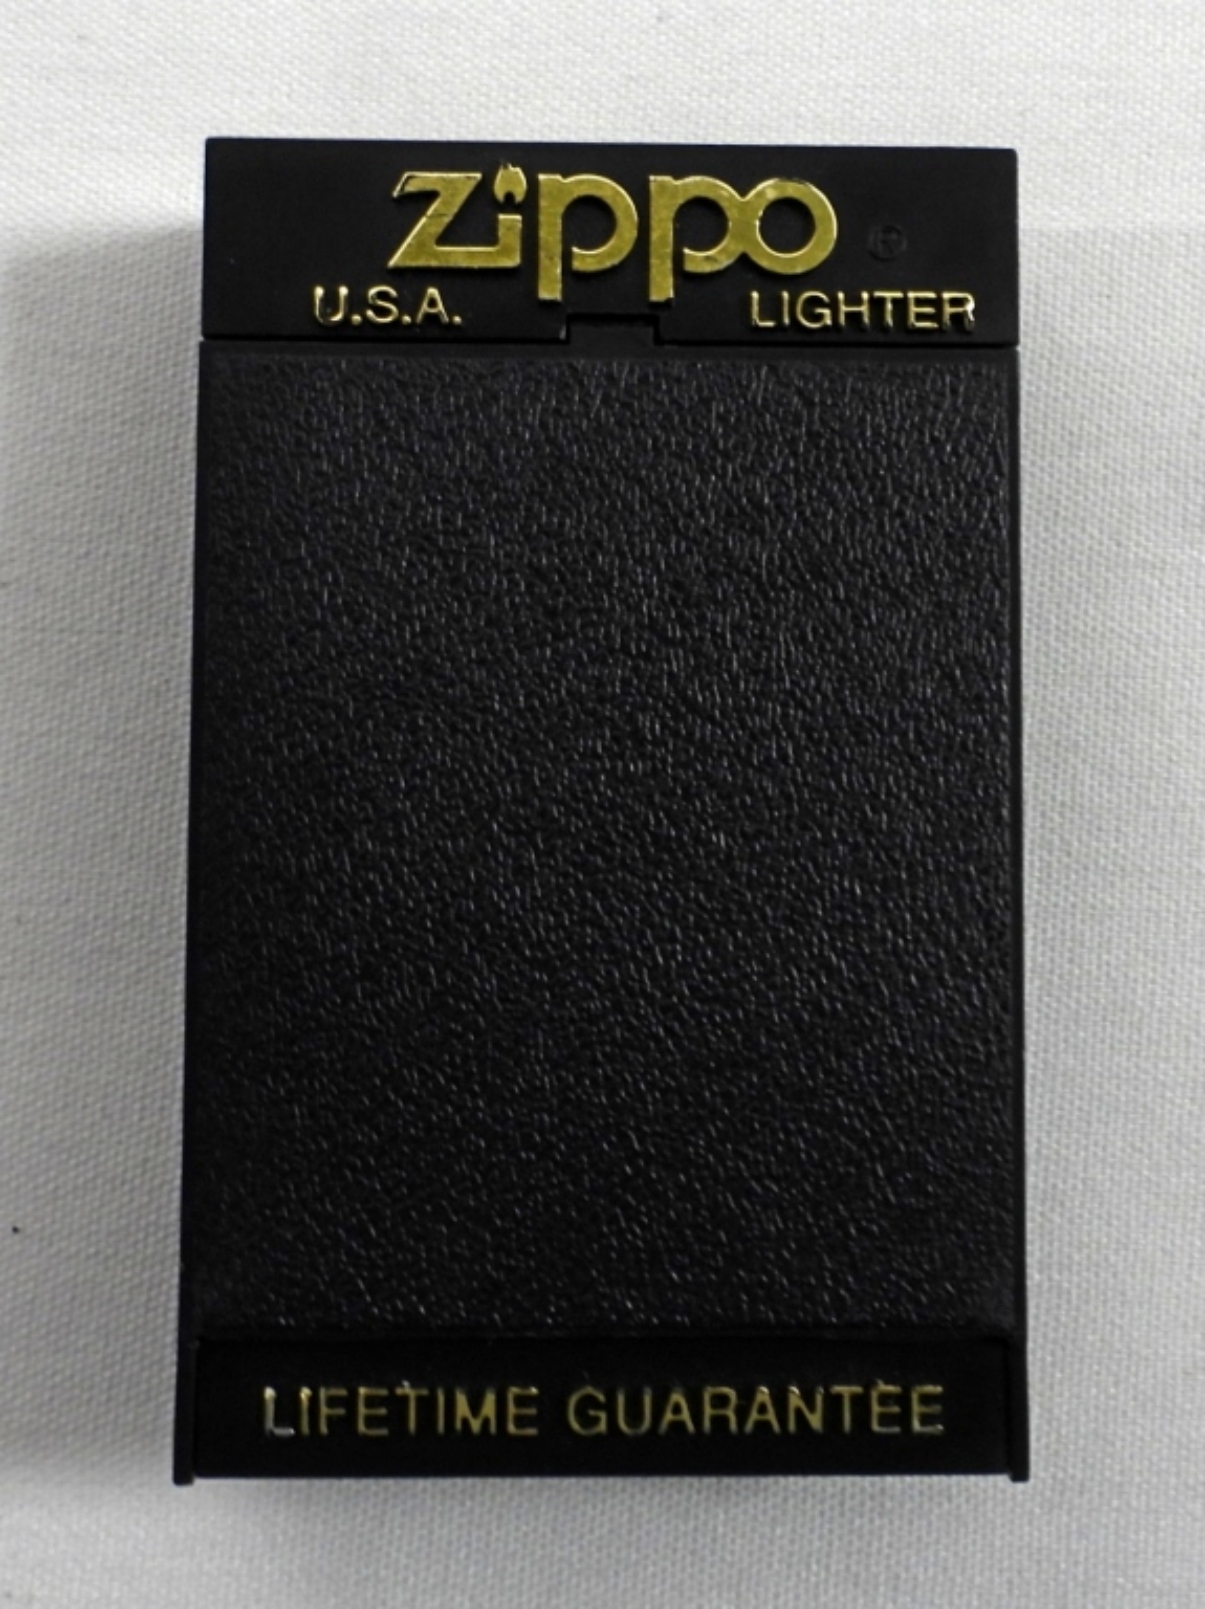 Zippo ®
U.S.A. LIGHTER
LIFETIME GUARANTEE